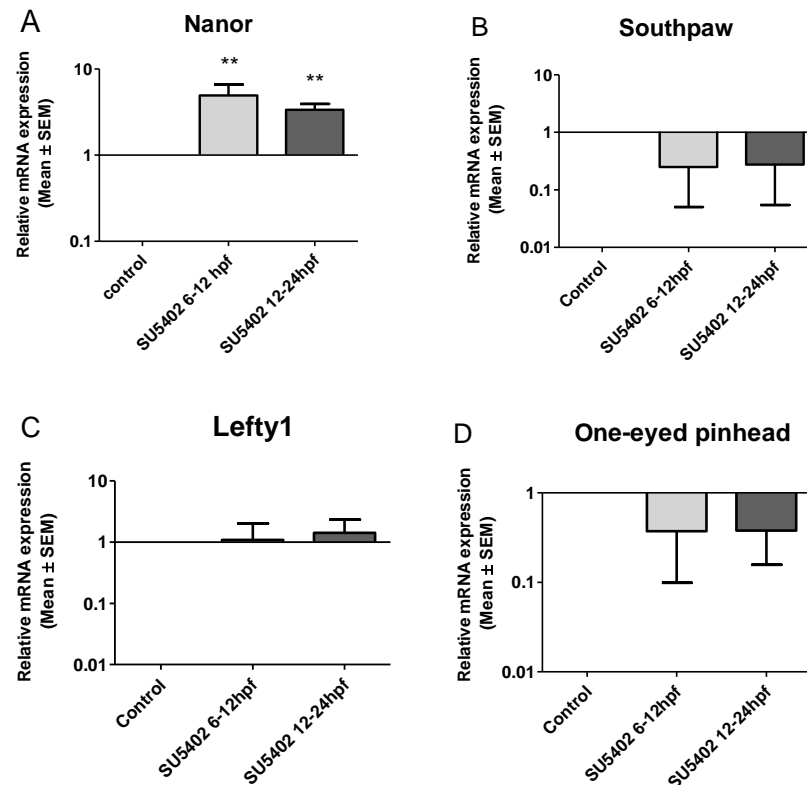 A
Nanor
Relative mRNA expression
(Mean ± SEM)
10
1
0.1
**
**
control
SU5402 6-12 hpf
SU5402 12-24hpf
B
Southpaw
Relative mRNA expression
(Mean ± SEM)
10
1
0.1
0.01
Control
SU5402 6-12hpf
SU5402 12-24hpf
C
Lefty1
Relative mRNA expression
(Mean ± SEM)
10
1
0.1
0.01
Control
SU5402 6-12hpf
SU5402 12-24hpf
D
One-eyed pinhead
Relative mRNA expression
(Mean ± SEM)
1
0.1
0.01
Control
SU5402 6-12hpf
SU5402 12-24hpf